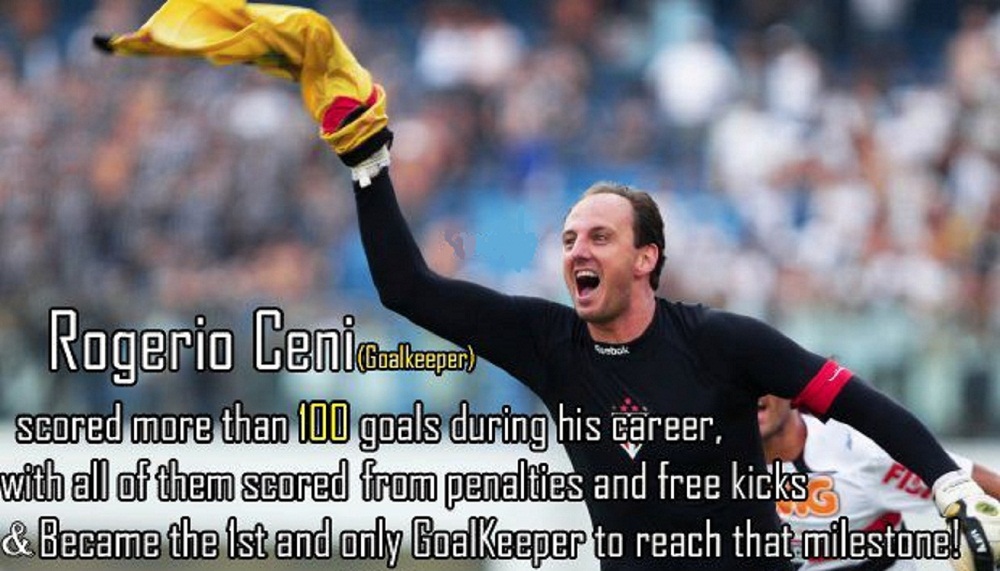 Rogerio Ceni (Goalkeeper)
scored more than 100 goals during his career,
with all of them scored from penalties and free kicks
& Became the 1st and only GoalKeeper to reach that milestone!
Reebok